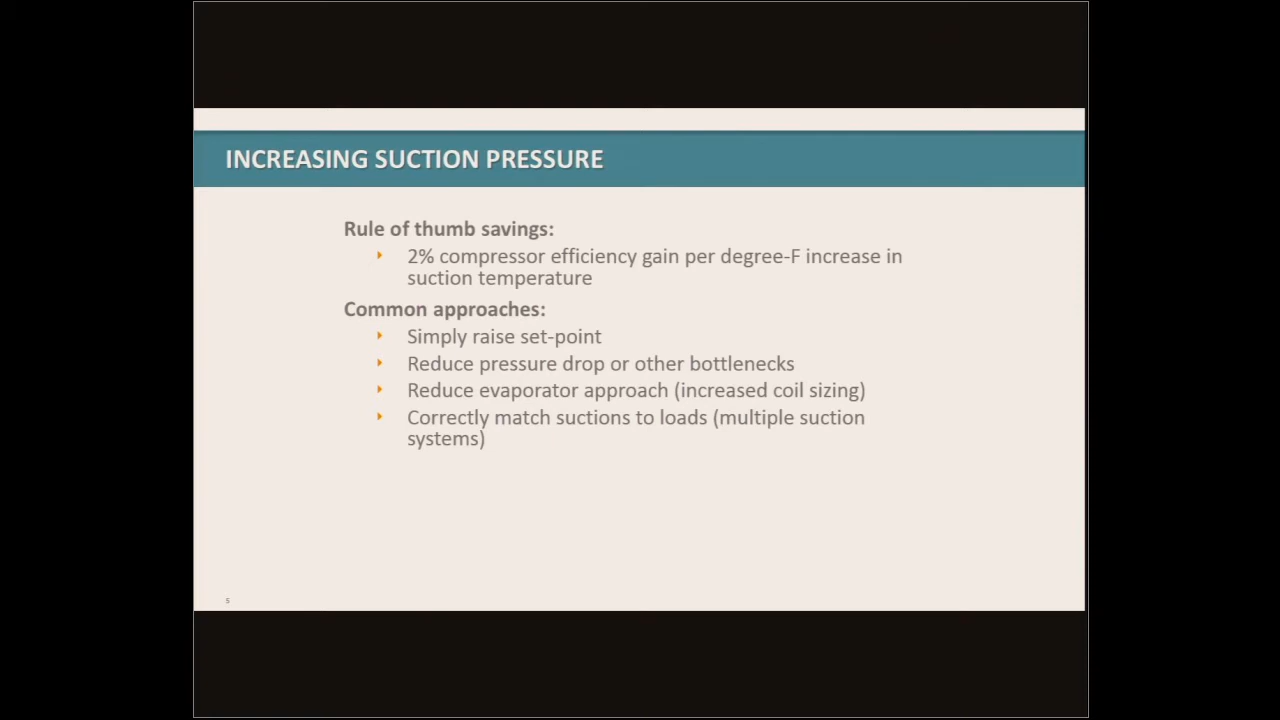 INCREASING SUCTION PRESSURE
Rule of thumb savings:
2% compressor efficiency gain per degree-F increase in
suction temperature
Common approaches:
Simply raise set-point
Reduce pressure drop or other bottlenecks
Reduce evaporator approach (increased coil sizing)
Correctly match suctions to loads (multiple suction
systems)
5